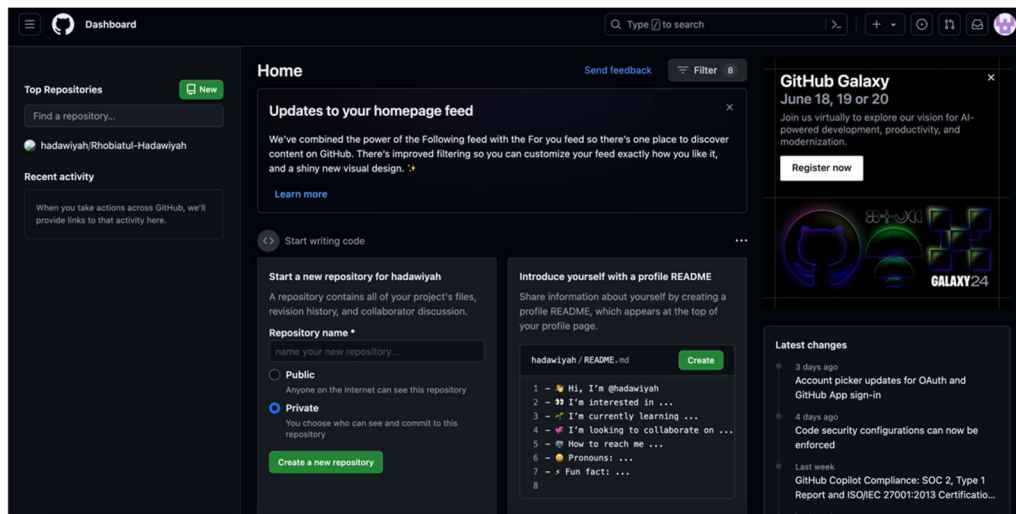 Dashboard
Type / to search
Top Repositories
New
Find a repository...
hadawiyah/Rhobiatul-Hadawiyah
Recent activity
When you take actions across GitHub, we'll
provide links to that activity here.
Home
Send feedback
Filter 8
Updates to your homepage feed
We've combined the power of the Following feed with the For you feed so there's one place to discover
content on GitHub. There's improved filtering so you can customize your feed exactly how you like it,
and a shiny new visual design. ✨
Learn more
Start writing code
Start a new repository for hadawiyah
A repository contains all of your project's files,
revision history, and collaborator discussion.
Repository name *
name your new repository...
Public
Anyone on the internet can see this repository
Private
You choose who can see and commit to this
repository
Create a new repository
Introduce yourself with a profile README
Share information about yourself by creating a
profile README, which appears at the top of
your profile page.
hadawiyah / README.md
Create
1 - 👋 Hi, I'm @hadawiyah
2 - 👀 I'm interested in ...
3 - 🌱 I'm currently learning ...
4 - 💞️ I'm looking to collaborate on ...
5 - 📫 How to reach me ...
6 - 😄 Pronouns: ...
7 - ⚡ Fun fact: ...
8
GitHub Galaxy
June 18, 19 or 20
Join us virtually to explore our vision for AI-
powered development, productivity, and
modernization.
Register now
GALAXY24
Latest changes
3 days ago
Account picker updates for OAuth and
GitHub App sign-in
4 days ago
Code security configurations can now be
enforced
Last week
GitHub Copilot Compliance: SOC 2, Type 1
Report and ISO/IEC 27001:2013 Certificatio...